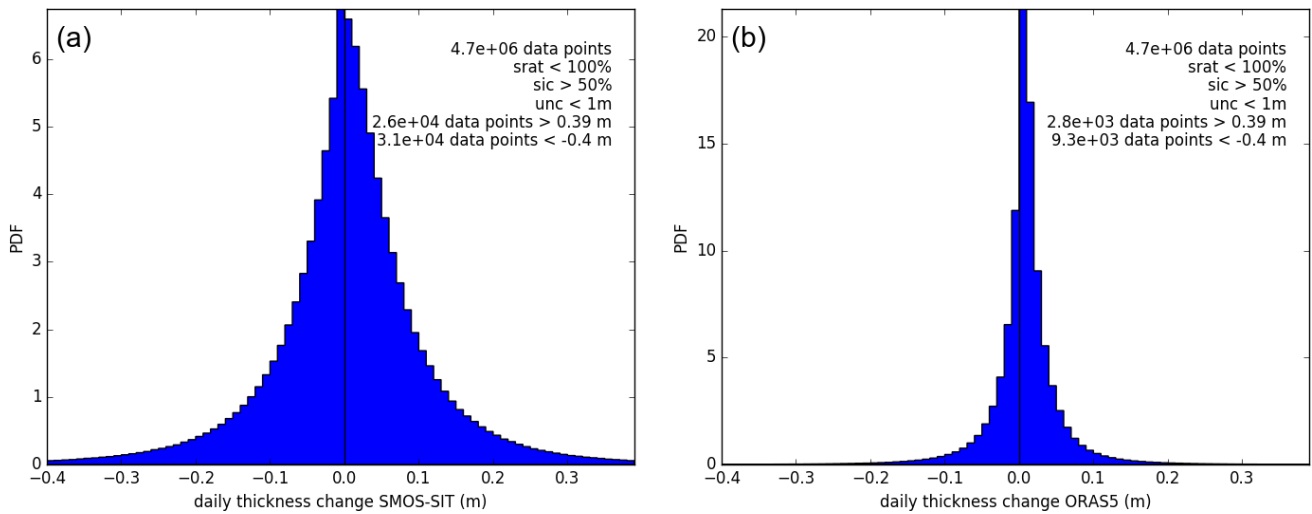 (a)
4.7e+06 data points
srat < 100%
sic > 50%
unc < 1m
2.6e+04 data points > 0.39 m
3.1e+04 data points < -0.4 m
PDF
6
5
4
3
2
1
0
−0.4 −0.3 −0.2 −0.1 0.0 0.1 0.2 0.3
daily thickness change SMOS-SIT (m)
(b)
4.7e+06 data points
srat < 100%
sic > 50%
unc < 1m
2.8e+03 data points > 0.39 m
9.3e+03 data points < -0.4 m
PDF
20
15
10
5
0
−0.4 −0.3 −0.2 −0.1 0.0 0.1 0.2 0.3
daily thickness change ORAS5 (m)